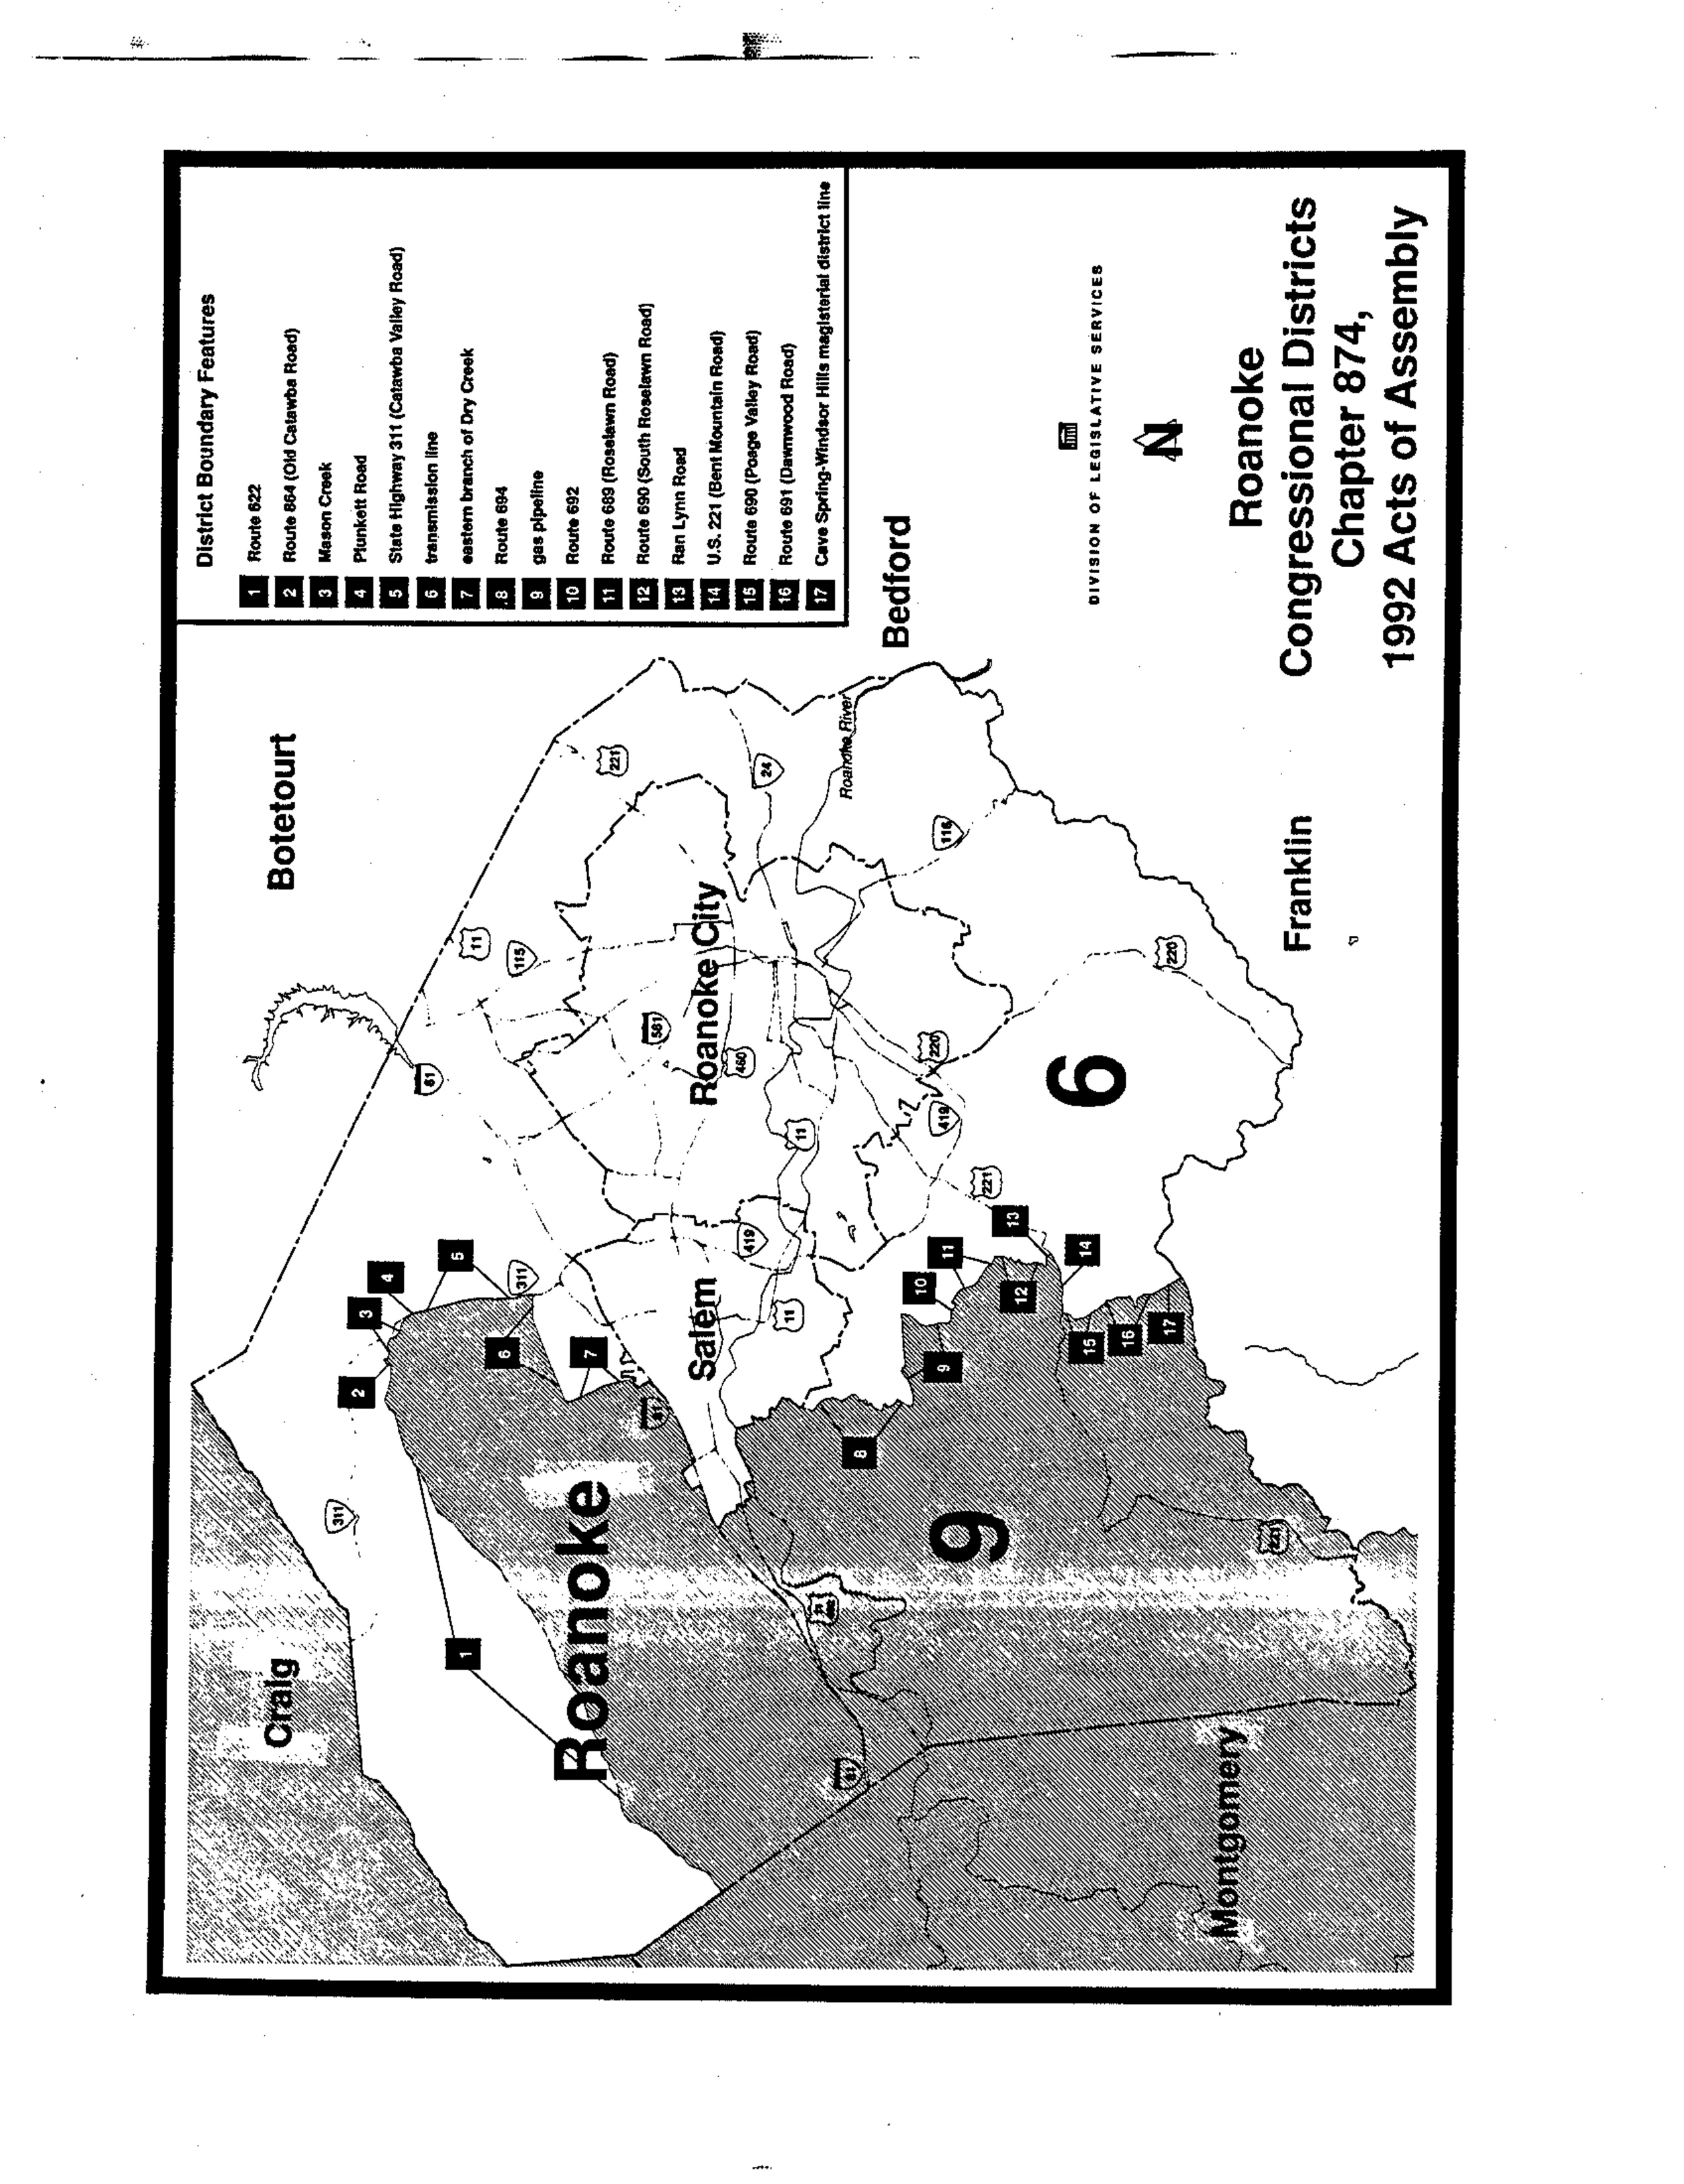 District Boundary Features
1 Route 622
2 Route 864 (Old Catawba Road)
3 Mason Creek
4 Plunkett Road
5 State Highway 311 (Catawba Valley Road)
6 transmission line
7 eastern branch of Dry Creek
8 Route 694
9 gas pipeline
10 Route 692
11 Route 689 (Roselawn Road)
12 Route 690 (South Roselawn Road)
13 Ran Lynn Road
14 U.S. 221 (Bent Mountain Road)
15 Route 690 (Poage Valley Road)
16 Route 691 (Dawnwood Road)
17 Cave Spring-Windsor Hills magisterial district line
Craig
Botetourt
311
2
3
4
5
1
81
11
115
6
311
7
Roanoke
221
581
81
Salem
Roanoke City
460
419
24
11
11
Roanoke River
8
81
Bedford
9
10
11
220
419
116
9
12
13
221
6
14
15
16
17
220
221
Montgomery
Franklin
DIVISION OF LEGISLATIVE SERVICES
N
Roanoke
Congressional Districts
Chapter 874,
1992 Acts of Assembly